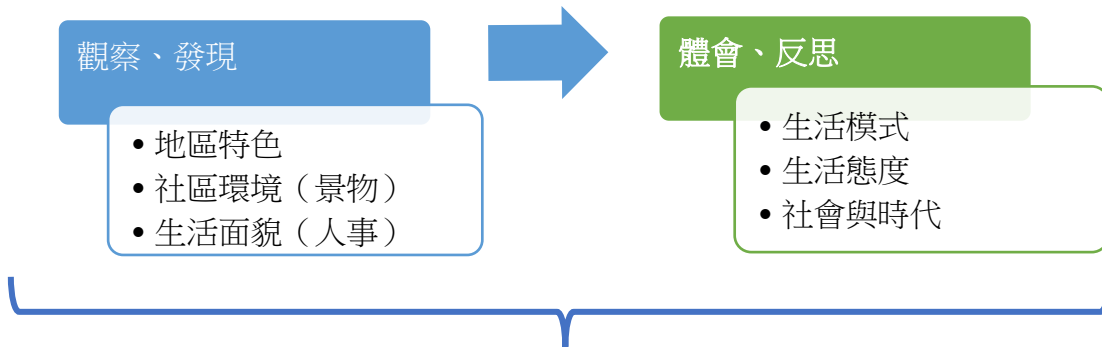 觀察、發現
• 地區特色
• 社區環境（景物）
• 生活面貌（人事）
體會、反思
• 生活模式
• 生活態度
• 社會與時代